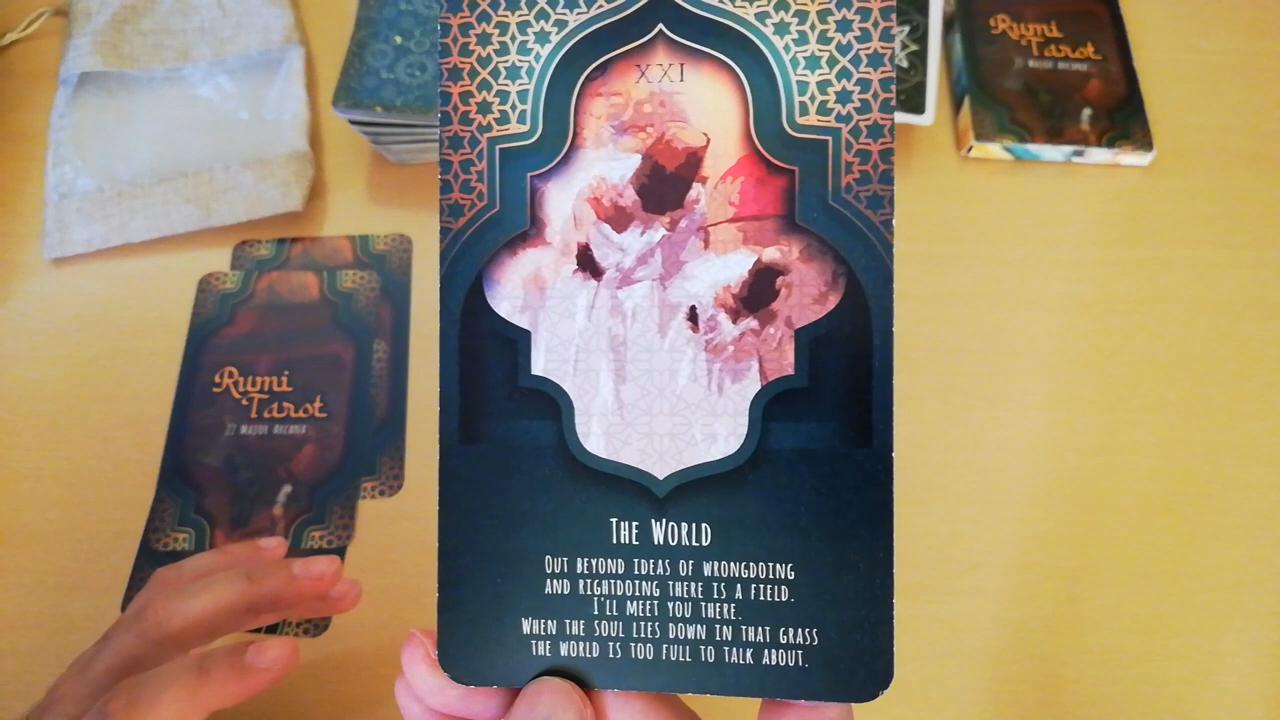 XXI
Rumi
Tarot
22 MAJOR ARCANA
Rumi
Tarot
22 MAJOR ARCANA
THE WORLD
OUT BEYOND IDEAS OF WRONGDOING
AND RIGHTDOING THERE IS A FIELD.
I'LL MEET YOU THERE.
WHEN THE SOUL LIES DOWN IN THAT GRASS
THE WORLD IS TOO FULL TO TALK ABOUT.